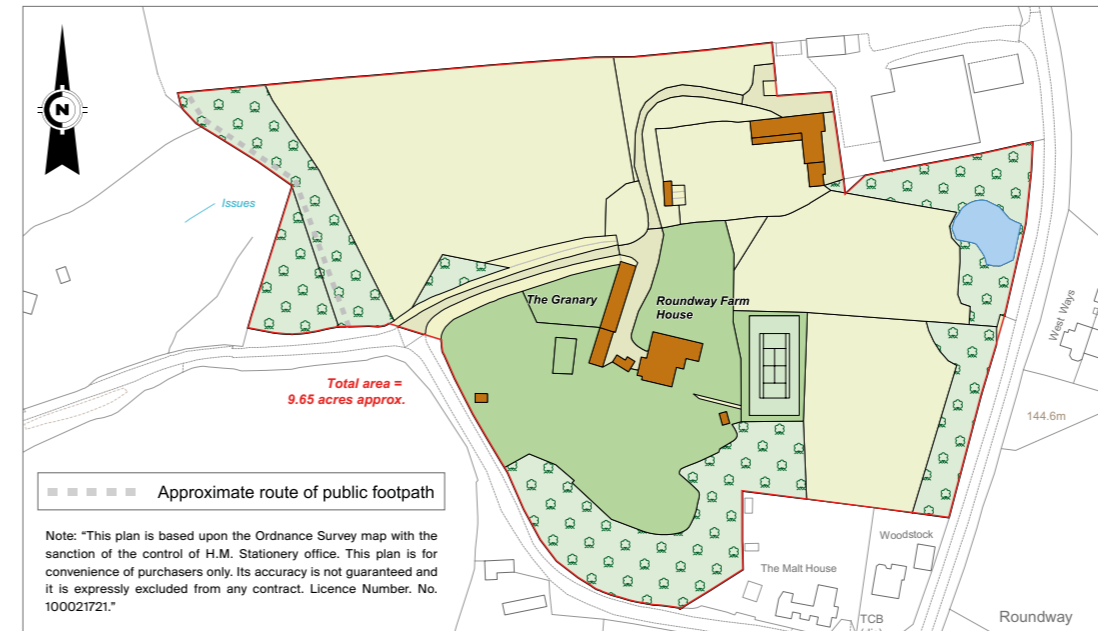 N
Issues
The Granary
Roundway Farm
House
West Ways
Total area =
9.65 acres approx.
144.6m
Approximate route of public footpath
Note: “This plan is based upon the Ordnance Survey map with the
sanction of the control of H.M. Stationery office. This plan is for
convenience of purchasers only. Its accuracy is not guaranteed and
it is expressly excluded from any contract. Licence Number. No.
100021721.”
Woodstock
The Malt House
TCB
Roundway